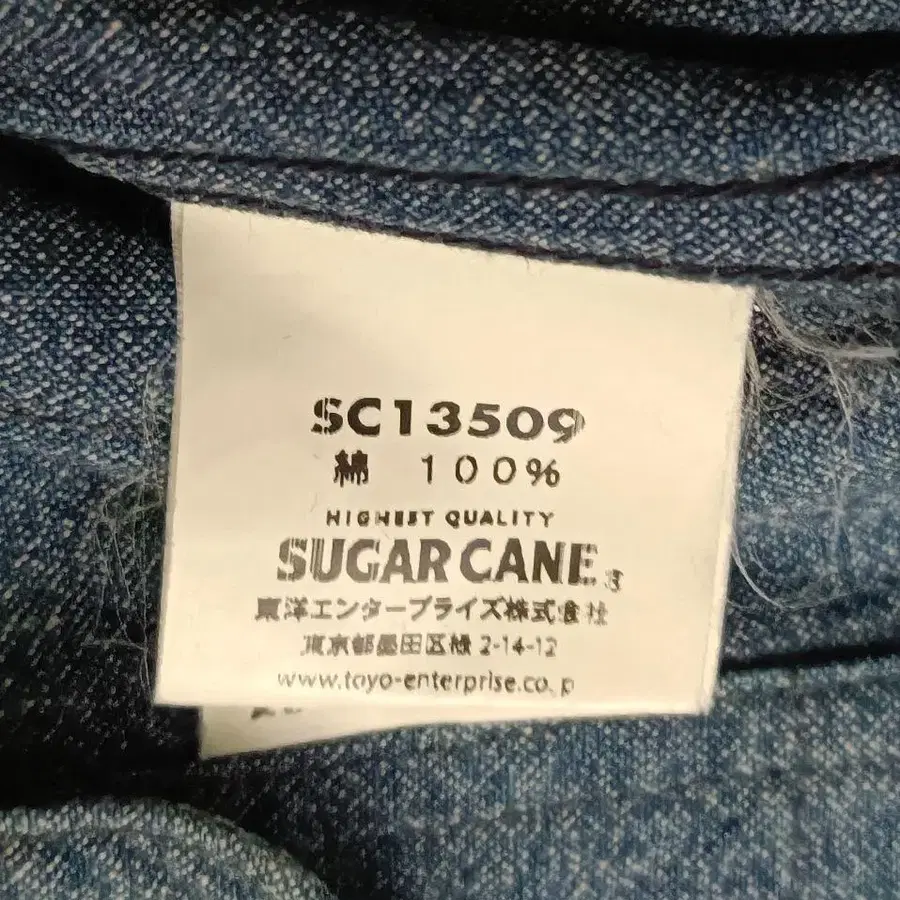 SC13509
綿 100%
HIGHEST QUALITY
SUGAR CANE
東洋エンタープライズ株式会社
東京都墨田区緑 2-14-12
www.toyo-enterprise.co.jp